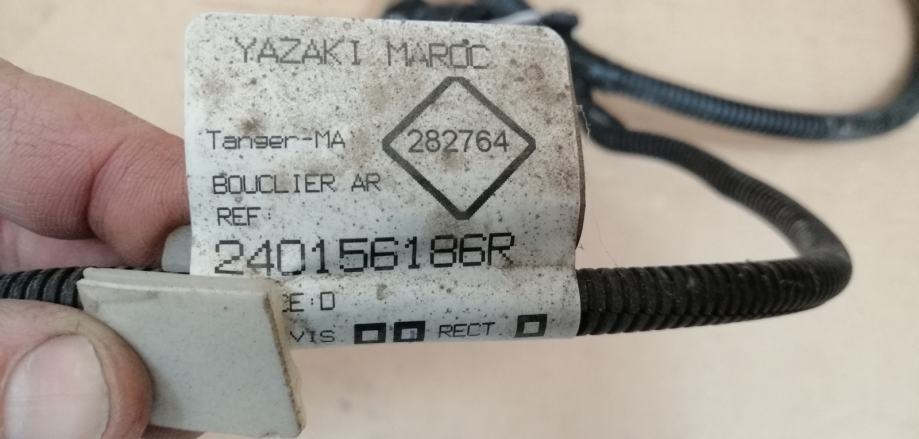 YAZAKI MAROC
Tanger-MA
282764
BOUCLIER AR
REF:
240156186R
CE:D
VIS RECT